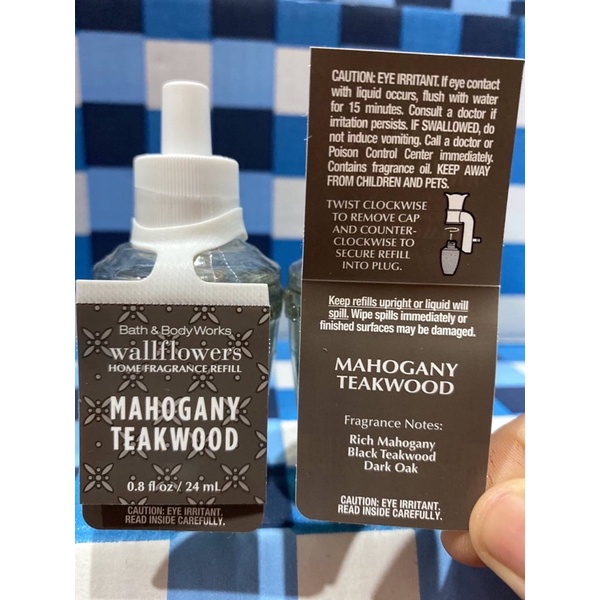 Bath & Body Works
wallflowers
HOME FRAGRANCE REFILL
MAHOGANY
TEAKWOOD
0.8 fl oz / 24 mL
CAUTION: EYE IRRITANT.
READ INSIDE CAREFULLY.
CAUTION: EYE IRRITANT. If eye contact
with liquid occurs, flush with water
for 15 minutes. Consult a doctor if
irritation persists. IF SWALLOWED, do
not induce vomiting. Call a doctor or
Poison Control Center immediately.
Contains fragrance oil. KEEP AWAY
FROM CHILDREN AND PETS.
TWIST CLOCKWISE
TO REMOVE CAP
AND COUNTER-
CLOCKWISE TO
SECURE REFILL
INTO PLUG.
Keep refills upright or liquid will
spill. Wipe spills immediately or
finished surfaces may be damaged.
MAHOGANY
TEAKWOOD
Fragrance Notes:
Rich Mahogany
Black Teakwood
Dark Oak
CAUTION: EYE IRRITANT.
READ INSIDE CAREFULLY.